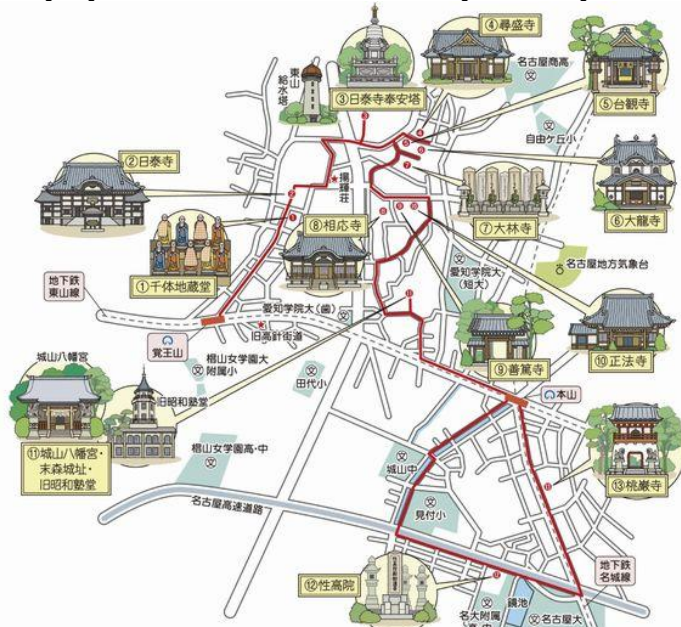 ④尋盛寺
名古屋商高
東山
給水塔
③日泰寺奉安塔
⑤台観寺
自由ケ丘小
②日泰寺
揚輝荘
⑥大龍寺
⑧相応寺
⑦大林寺
①千体地蔵堂
愛知学院大
(短大)
名古屋地方気象台
地下鉄
東山線
愛知学院大(歯)
旧高針街道
覚王山
城山八幡宮
椙山女学園大
附属小
旧昭和塾堂
田代小
⑨善篤寺
⑩正法寺
本山
⑪城山八幡宮・
末森城址・
旧昭和塾堂
椙山女学園高・中
城山中
⑬桃巌寺
名古屋高速道路
見付小
地下鉄
名城線
⑫性高院
鏡池
名大附属
高・中
名古屋大